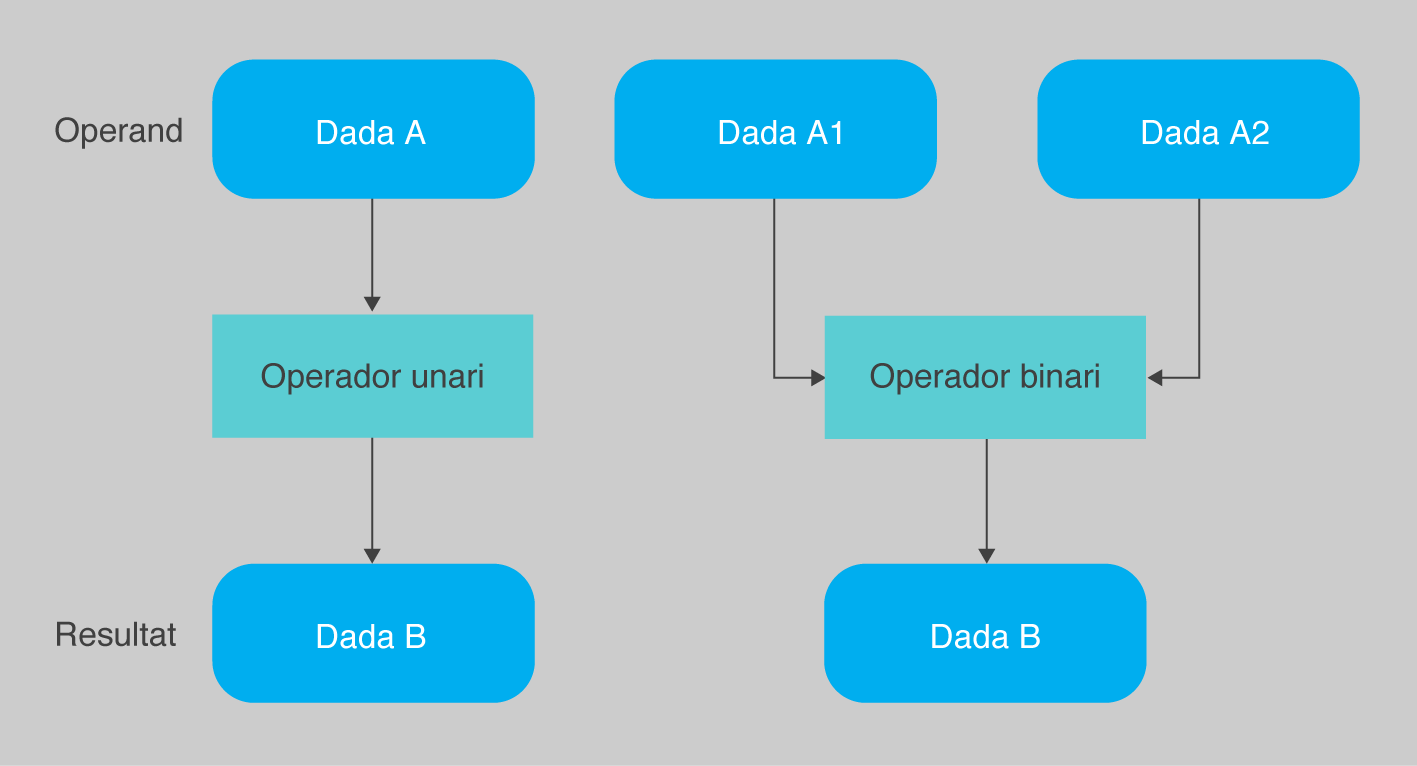 Operand
Dada A
Dada A1
Dada A2
Operador unari
Operador binari
Resultat
Dada B
Dada B